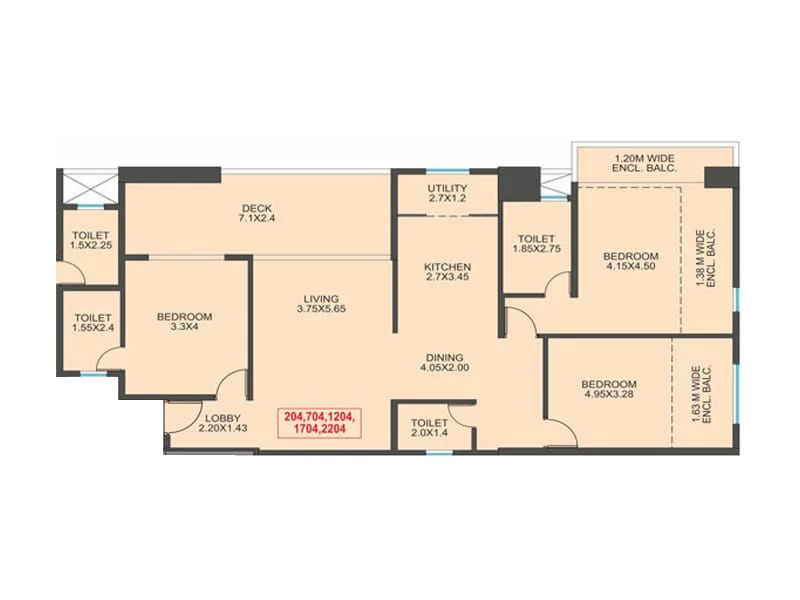 1.20M WIDE
ENCL. BALC.
UTILITY
2.7X1.2
DECK
7.1X2.4
TOILET
1.5X2.25
TOILET
1.85X2.75
BEDROOM
4.15X4.50
1.38 M WIDE
ENCL. BALC.
KITCHEN
2.7X3.45
LIVING
3.75X5.65
TOILET
1.55X2.4
BEDROOM
3.3X4
DINING
4.05X2.00
BEDROOM
4.95X3.28
1.63 M WIDE
ENCL. BALC.
LOBBY
2.20X1.43
204,704,1204,
1704,2204
TOILET
2.0X1.4